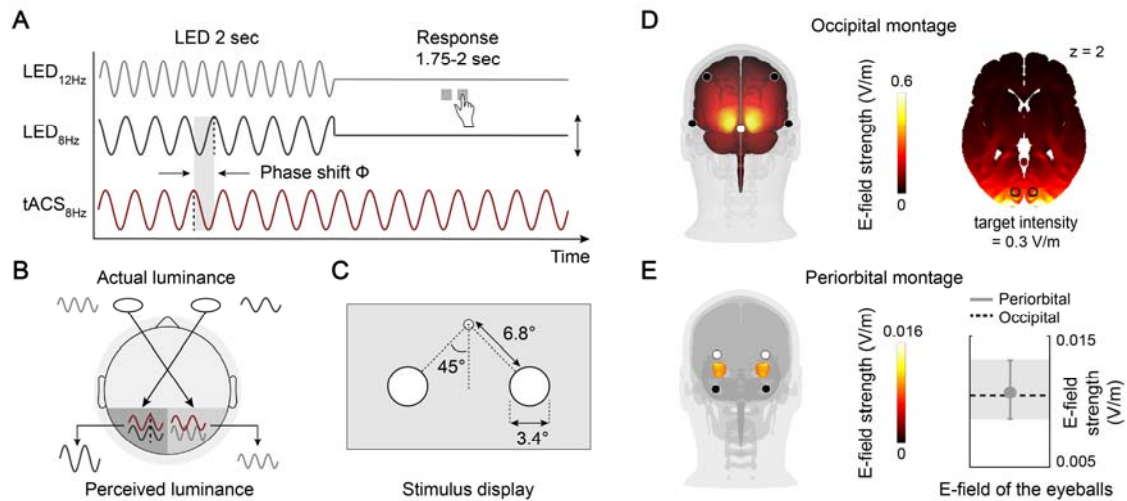 A
LED 2 sec
Response
1.75-2 sec
LED12Hz
LED8Hz
Phase shift Φ
tACS8Hz
Time
B
Actual luminance
Perceived luminance
C
6.8°
45°
3.4°
Stimulus display
D
Occipital montage
0.6
E-field strength (V/m)
0
z = 2
target intensity
= 0.3 V/m
E
Periorbital montage
0.016
E-field strength (V/m)
0
Periorbital
Occipital
0.015
E-field
strength
(V/m)
0.005
E-field of the eyeballs